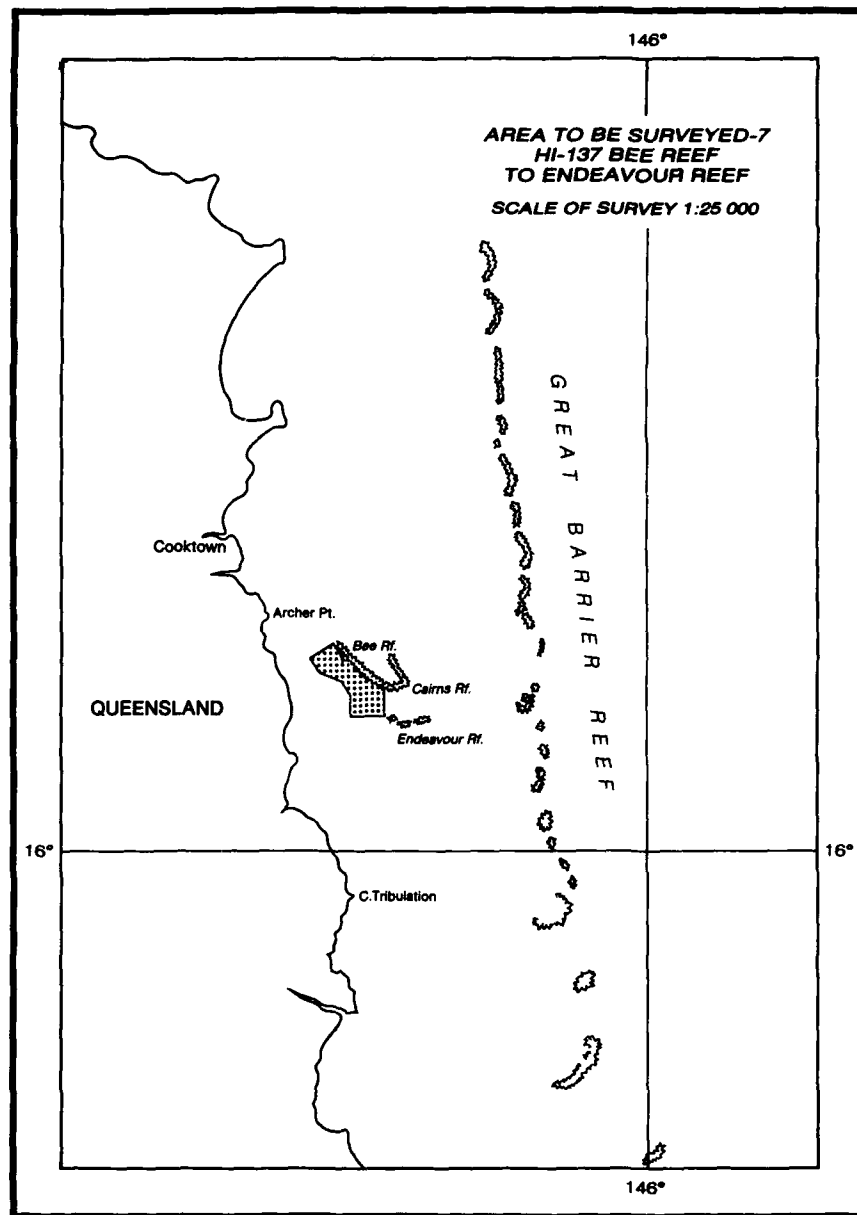 146°
AREA TO BE SURVEYED-7
HI-137 BEE REEF
TO ENDEAVOUR REEF
SCALE OF SURVEY 1:25 000
GREAT BARRIER REEF
Cooktown
Archer Pt.
Bee Rf.
Cairns Rf.
QUEENSLAND
Endeavour Rf.
16°
16°
C.Tribulation
146°